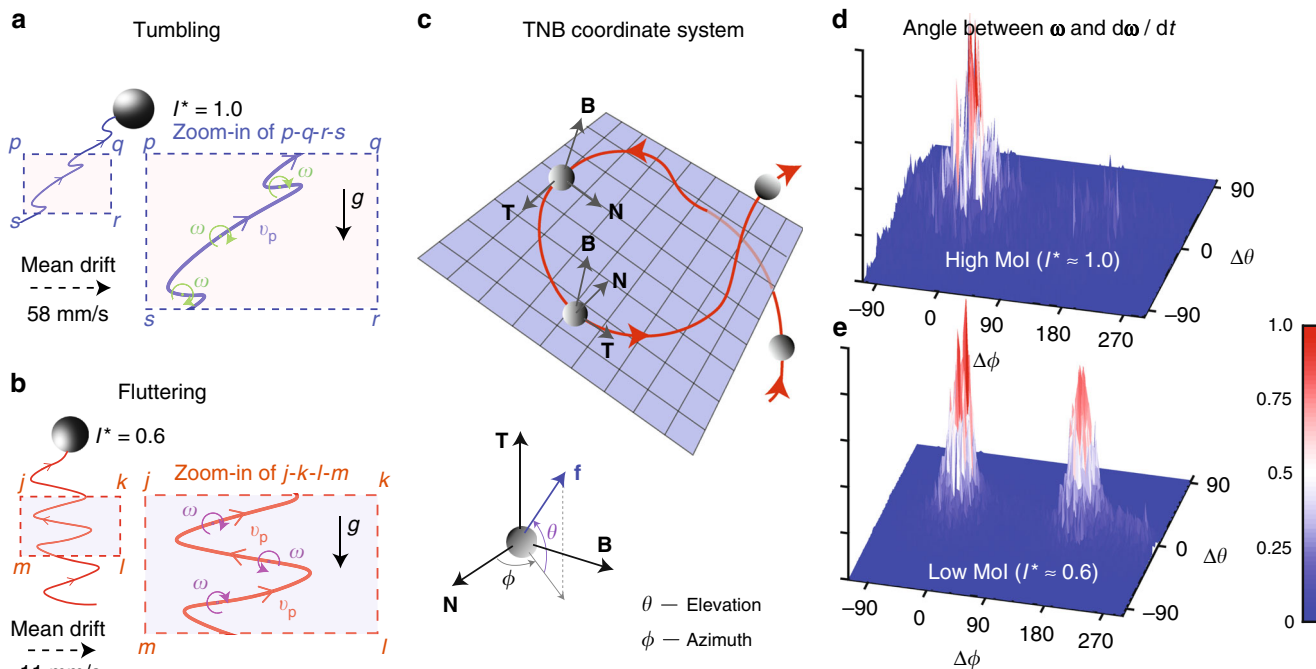 a
Tumbling
I* = 1.0
Zoom-in of p-q-r-s
p
q
s
r
p
q
ω
g
ω
υp
ω
s
r
Mean drift
58 mm/s
b
Fluttering
I* = 0.6
Zoom-in of j-k-l-m
j
k
m
l
j
k
ω
g
υp
ω
ω
υp
m
l
Mean drift
11 mm/s
c
TNB coordinate system
B
T
N
B
N
T
T
f
θ
B
ϕ
N
θ — Elevation
ϕ — Azimuth
d
Angle between ω and dω / dt
High MoI (I* ≈ 1.0)
90
0
Δθ
−90
−90
0
90
180
270
Δϕ
e
Low MoI (I* ≈ 0.6)
90
0
Δθ
−90
−90
0
90
180
270
Δϕ
1.0
0.75
0.5
0.25
0